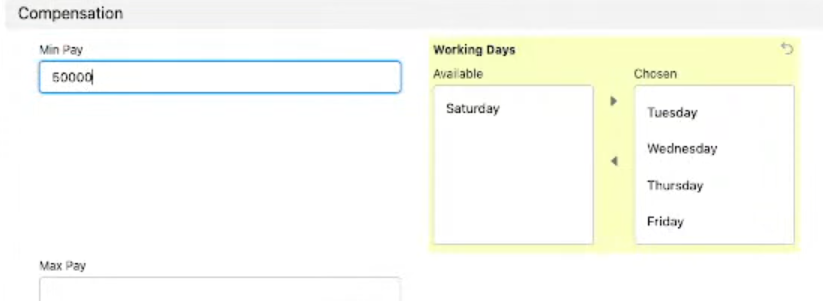 Compensation
Min Pay
50000
Working Days
Available
Chosen
Saturday
Tuesday
Wednesday
Thursday
Friday
Max Pay